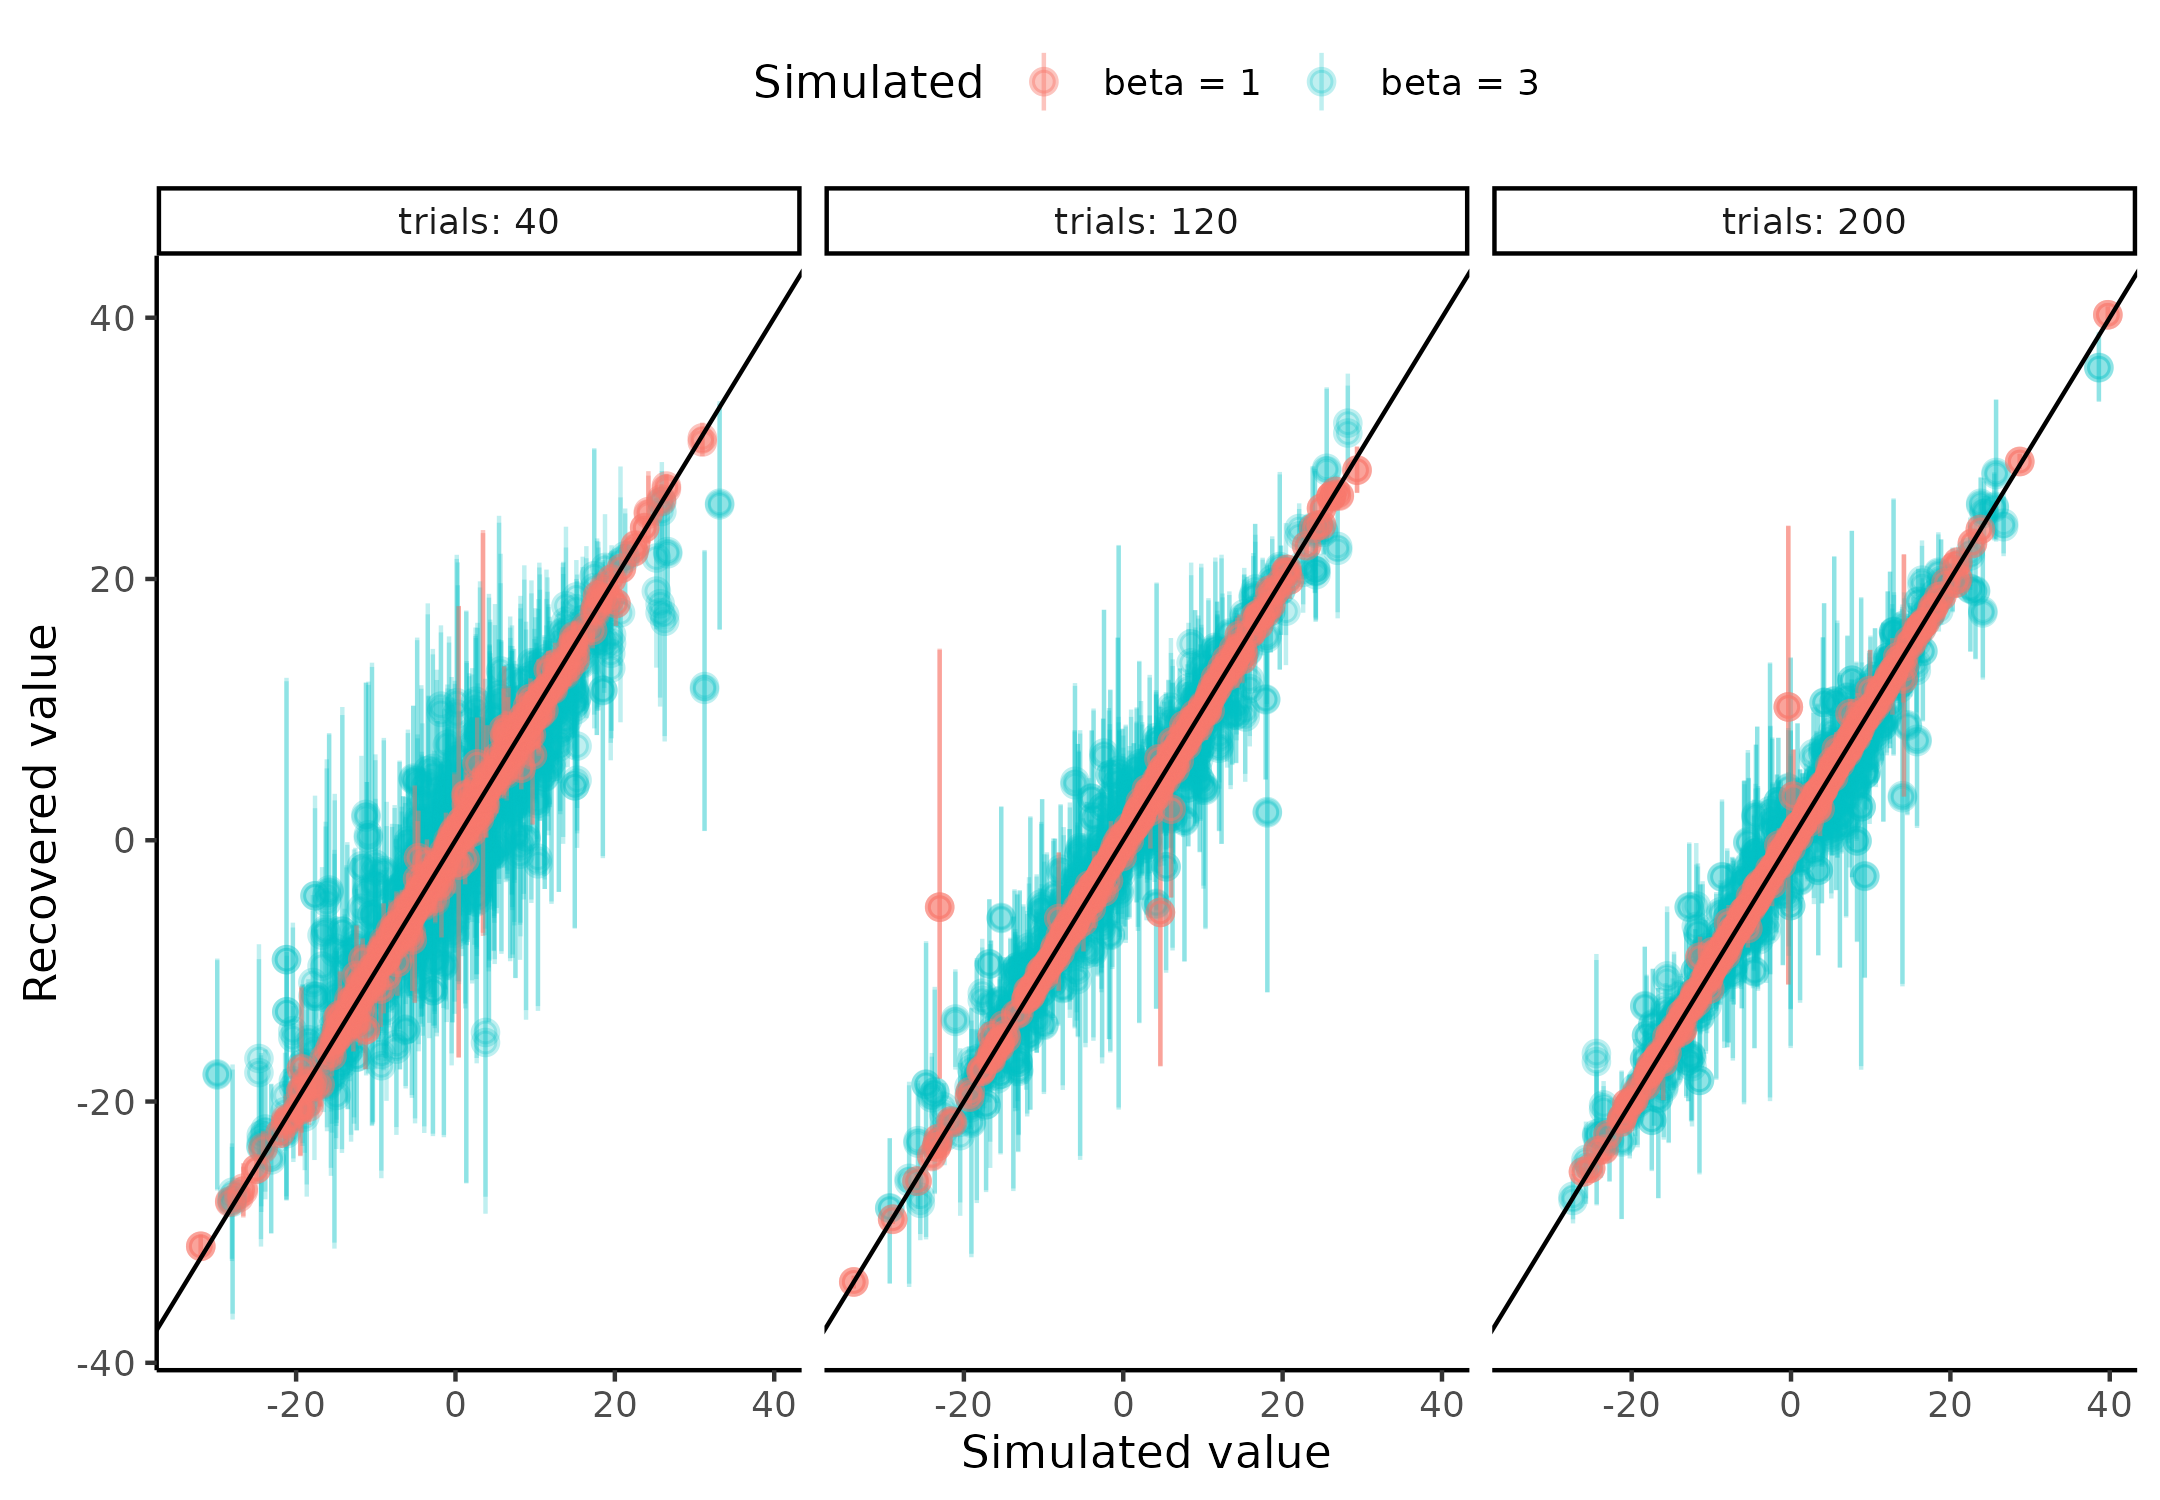 Simulated beta = 1 beta = 3
trials: 40 trials: 120 trials: 200
Recovered value
40
20
0
-20
-40
-20 0 20 40 -20 0 20 40 -20 0 20 40
Simulated value